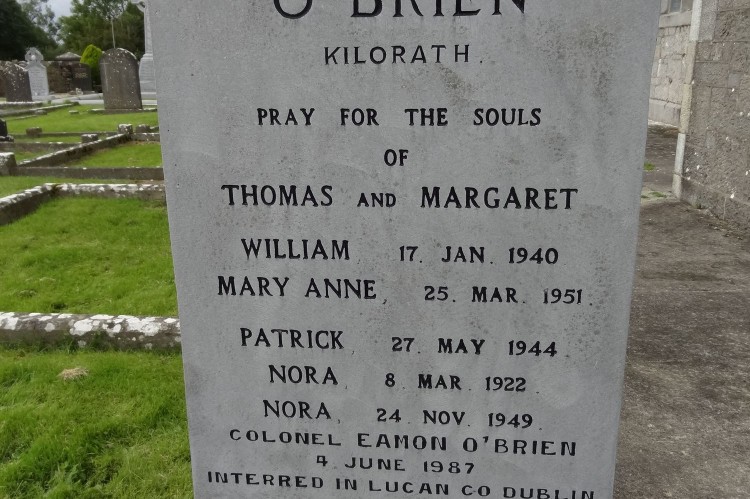 O'BRIEN
KILORATH.
PRAY FOR THE SOULS
OF
THOMAS AND MARGARET
WILLIAM, 17. JAN. 1940
MARY ANNE, 25. MAR. 1951.
PATRICK, 27. MAY 1944.
NORA, 8. MAR. 1922.
NORA, 24. NOV. 1949.
COLONEL EAMON O'BRIEN
4 JUNE 1987
INTERRED IN LUCAN CO DUBLIN